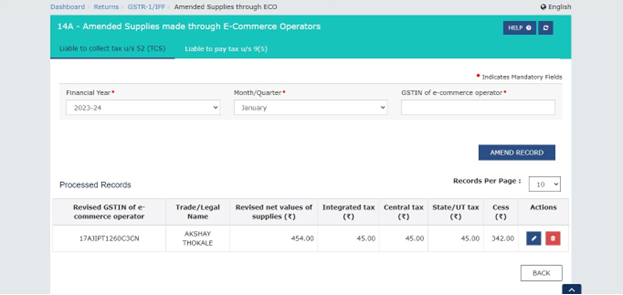 Dashboard › Returns › GSTR-1/IFF › Amended Supplies through ECO
English
14A - Amended Supplies made through E-Commerce Operators
HELP
Liable to collect tax u/s 52 (TCS)
Liable to pay tax u/s 9(5)
• Indicates Mandatory Fields
Financial Year•
Month/Quarter•
GSTIN of e-commerce operator•
2023-24
January
AMEND RECORD
Processed Records
Records Per Page :
10
Revised GSTIN of e-commerce operator
Trade/Legal Name
Revised net values of supplies (₹)
Integrated tax (₹)
Central tax (₹)
State/UT tax (₹)
Cess (₹)
Actions
17AJIPT1260C3CN
AKSHAY THOKALE
454.00
45.00
45.00
45.00
342.00
BACK